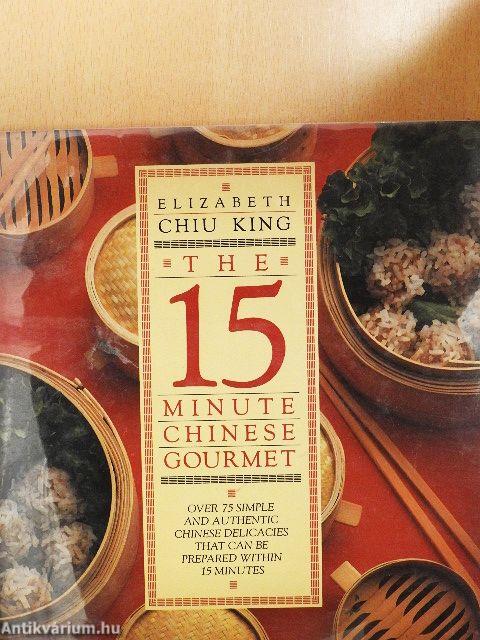 ELIZABETH
CHIU KING
THE
15
MINUTE
CHINESE
GOURMET
OVER 75 SIMPLE
AND AUTHENTIC
CHINESE DELICACIES
THAT CAN BE
PREPARED WITHIN
15 MINUTES
Antikvárium.hu